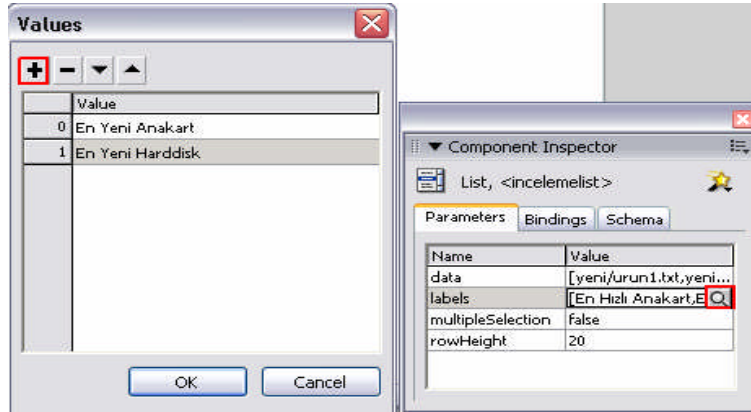 Values
Value
0 En Yeni Anakart
1 En Yeni Harddisk
OK Cancel
Component Inspector
List, <incelemelist>
Parameters Bindings Schema
Name Value
data [yeni/urun1.txt,yeni...
labels [En Hızlı Anakart,E
multipleSelection false
rowHeight 20